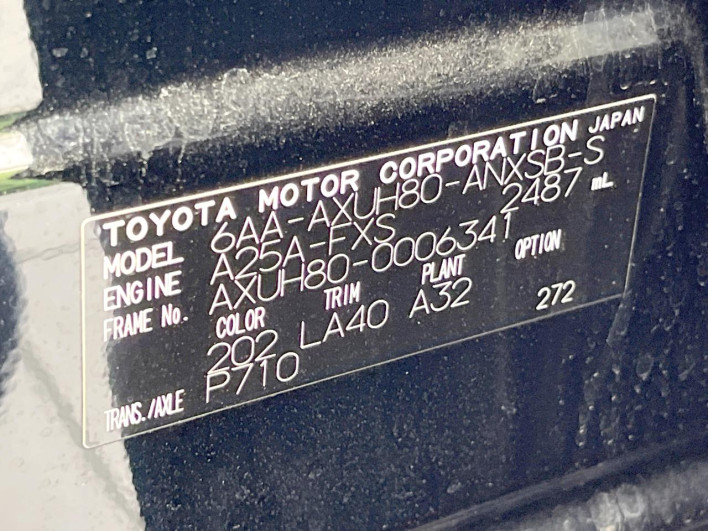 TOYOTA MOTOR CORPORATION JAPAN
MODEL 6AA-AXUH80-ANXSB-S
ENGINE A25A-FXS 2487 mL
FRAME No. AXUH80-0006341
COLOR TRIM PLANT OPTION
202 LA40 A32 272
TRANS./AXLE P710